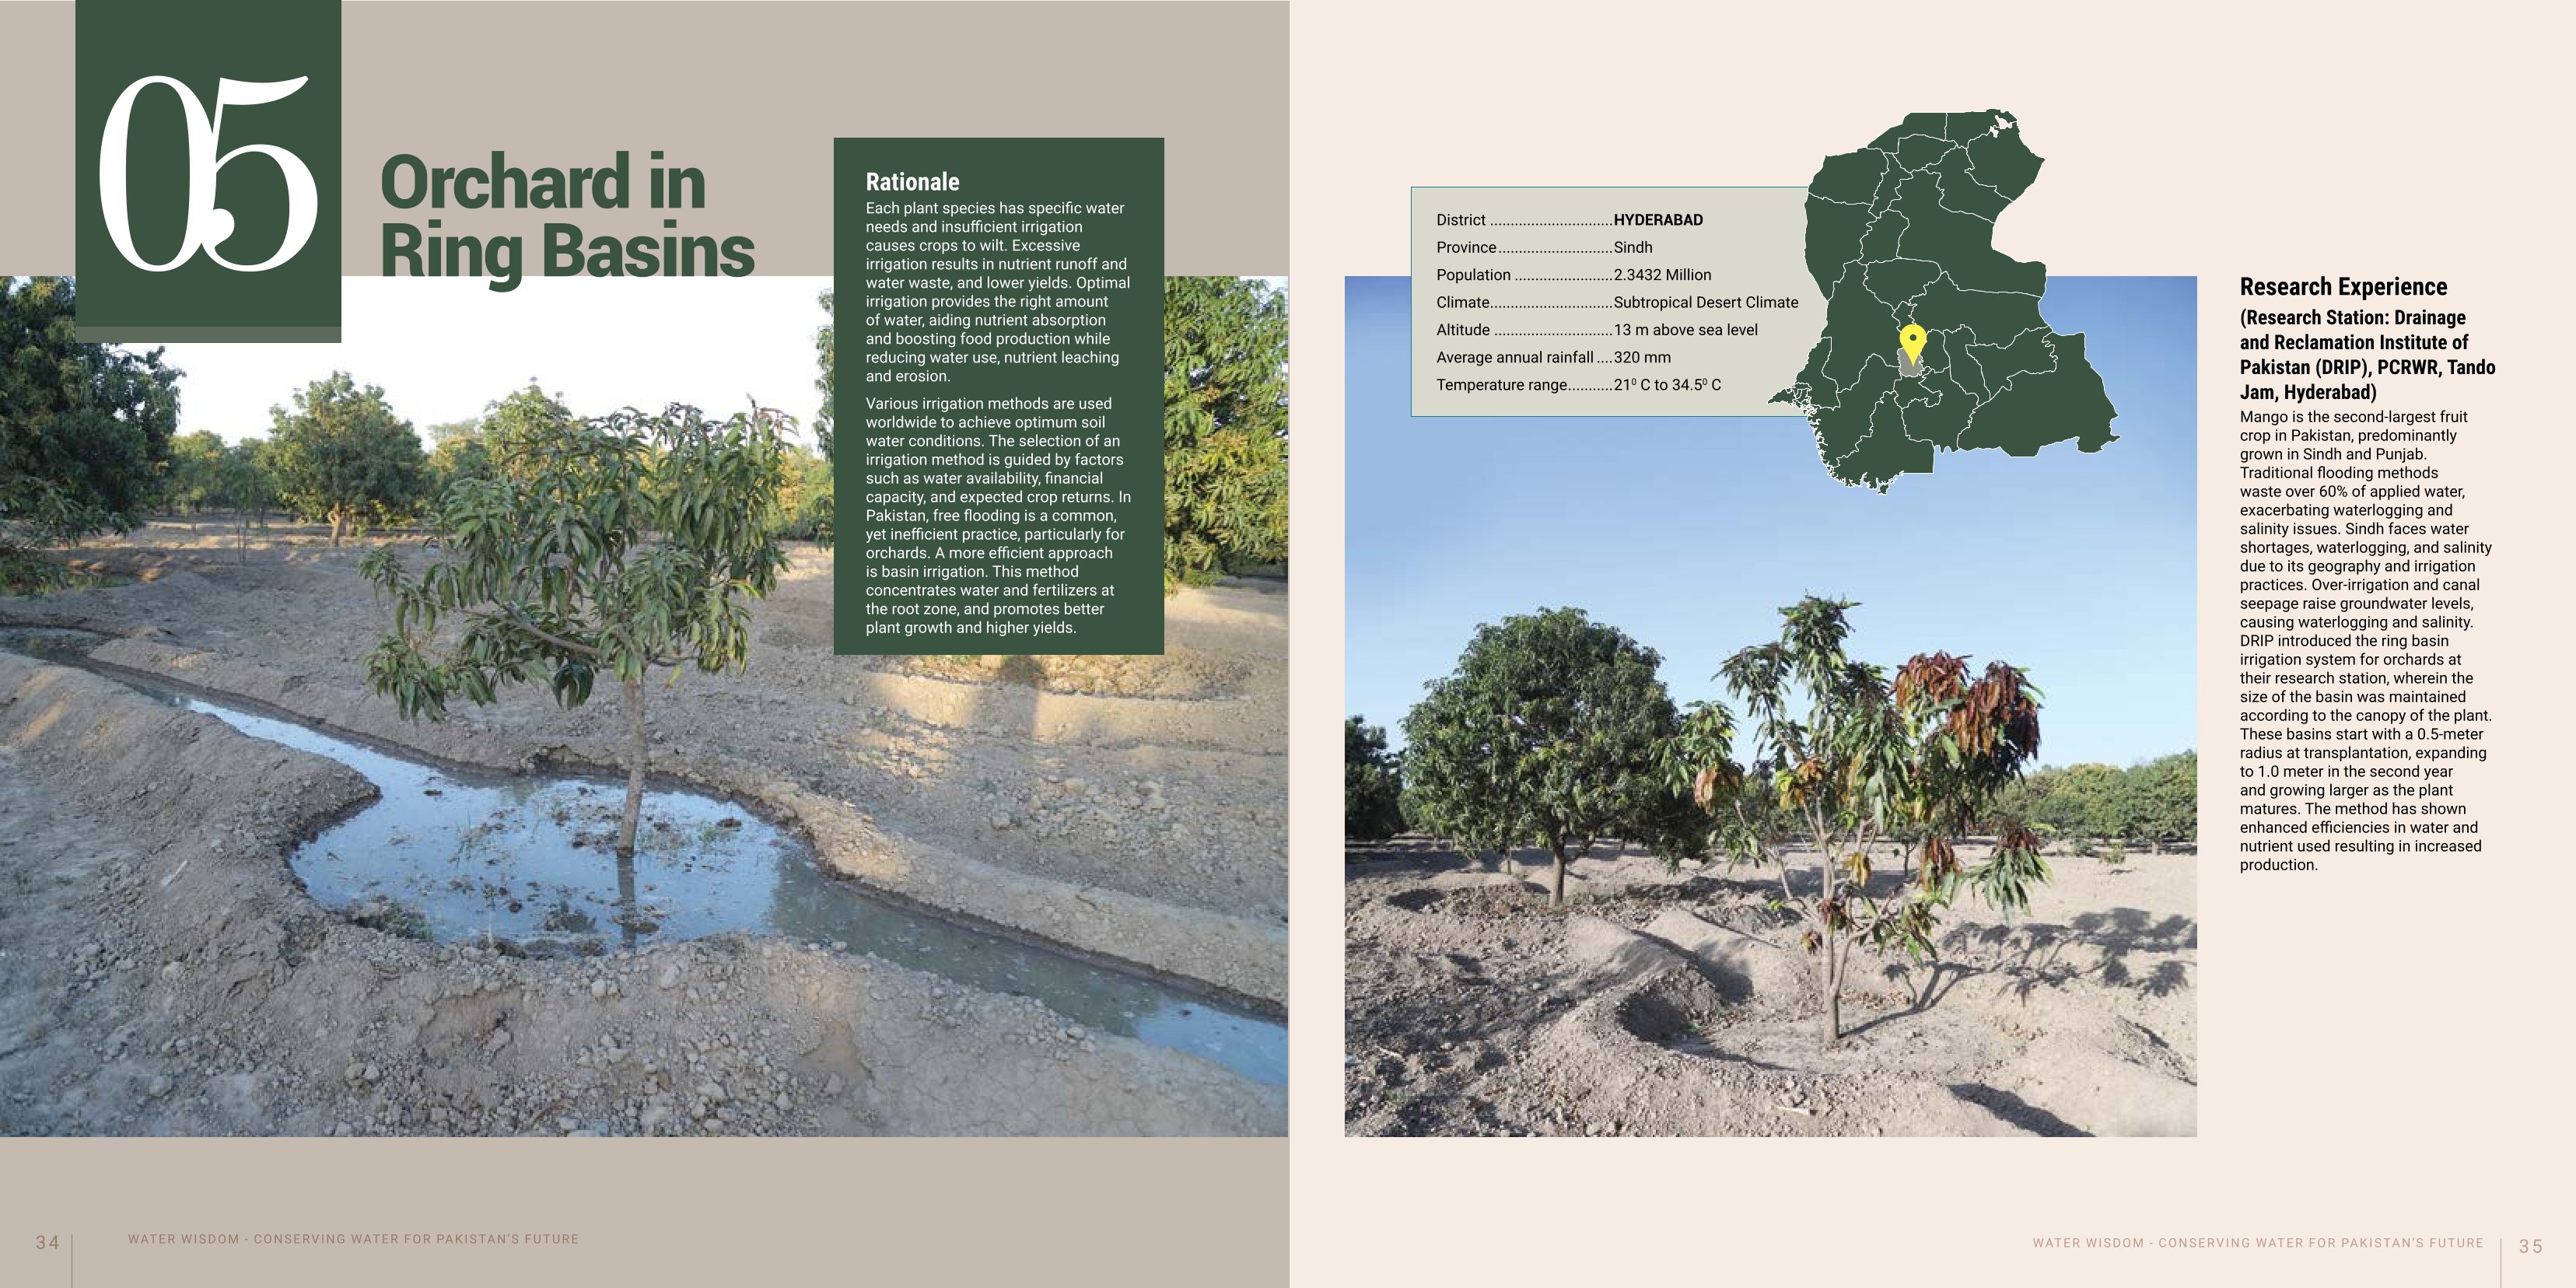 05
Orchard in
Ring Basins
Rationale
Each plant species has specific water
needs and insufficient irrigation
causes crops to wilt. Excessive
irrigation results in nutrient runoff and
water waste, and lower yields. Optimal
irrigation provides the right amount
of water, aiding nutrient absorption
and boosting food production while
reducing water use, nutrient leaching
and erosion.
Various irrigation methods are used
worldwide to achieve optimum soil
water conditions. The selection of an
irrigation method is guided by factors
such as water availability, financial
capacity, and expected crop returns. In
Pakistan, free flooding is a common,
yet inefficient practice, particularly for
orchards. A more efficient approach
is basin irrigation. This method
concentrates water and fertilizers at
the root zone, and promotes better
plant growth and higher yields.
34
WATER WISDOM - CONSERVING WATER FOR PAKISTAN'S FUTURE
District ..............................HYDERABAD
Province............................Sindh
Population ........................2.3432 Million
Climate..............................Subtropical Desert Climate
Altitude .............................13 m above sea level
Average annual rainfall ....320 mm
Temperature range...........21⁰ C to 34.5⁰ C
Research Experience
(Research Station: Drainage
and Reclamation Institute of
Pakistan (DRIP), PCRWR, Tando
Jam, Hyderabad)
Mango is the second-largest fruit
crop in Pakistan, predominantly
grown in Sindh and Punjab.
Traditional flooding methods
waste over 60% of applied water,
exacerbating waterlogging and
salinity issues. Sindh faces water
shortages, waterlogging, and salinity
due to its geography and irrigation
practices. Over-irrigation and canal
seepage raise groundwater levels,
causing waterlogging and salinity.
DRIP introduced the ring basin
irrigation system for orchards at
their research station, wherein the
size of the basin was maintained
according to the canopy of the plant.
These basins start with a 0.5-meter
radius at transplantation, expanding
to 1.0 meter in the second year
and growing larger as the plant
matures. The method has shown
enhanced efficiencies in water and
nutrient used resulting in increased
production.
WATER WISDOM - CONSERVING WATER FOR PAKISTAN'S FUTURE
35